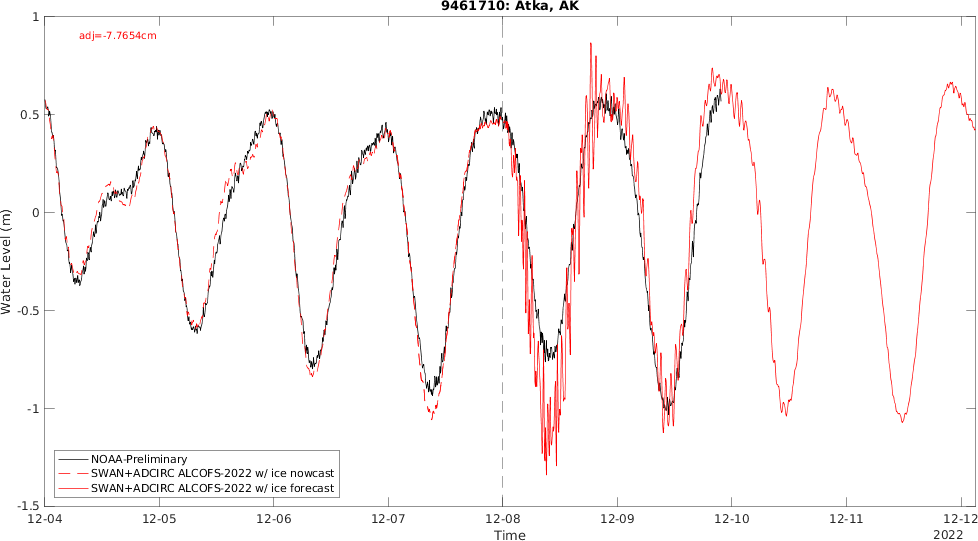 9461710: Atka, AK
adj=-7.7654cm
1
0.5
0
-0.5
-1
-1.5
Water Level (m)
NOAA-Preliminary
SWAN+ADCIRC ALCOFS-2022 w/ ice nowcast
SWAN+ADCIRC ALCOFS-2022 w/ ice forecast
12-04 12-05 12-06 12-07 12-08 12-09 12-10 12-11 12-12
Time
2022